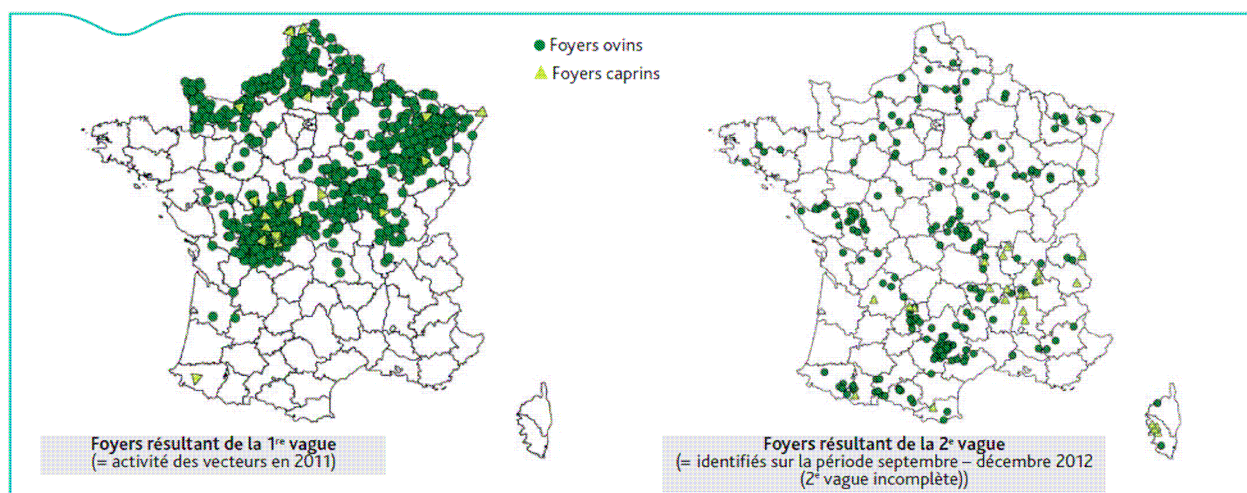 Foyers ovins
Foyers caprins
Foyers résultant de la 1re vague
(= activité des vecteurs en 2011)
Foyers résultant de la 2e vague
(= identifiés sur la période septembre – décembre 2012
(2e vague incomplète))